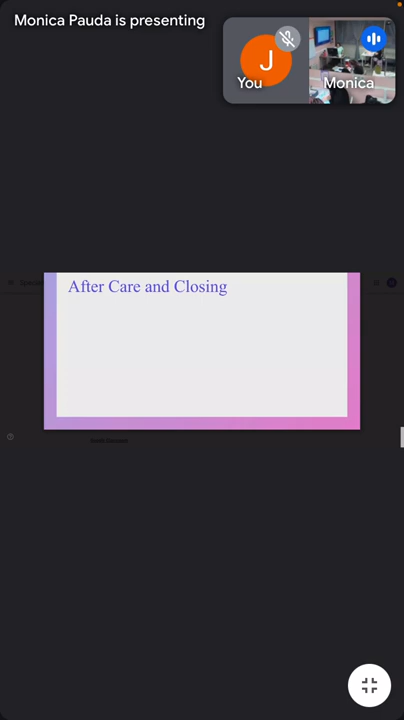 Monica Pauda is presenting
J
You
Monica
After Care and Closing